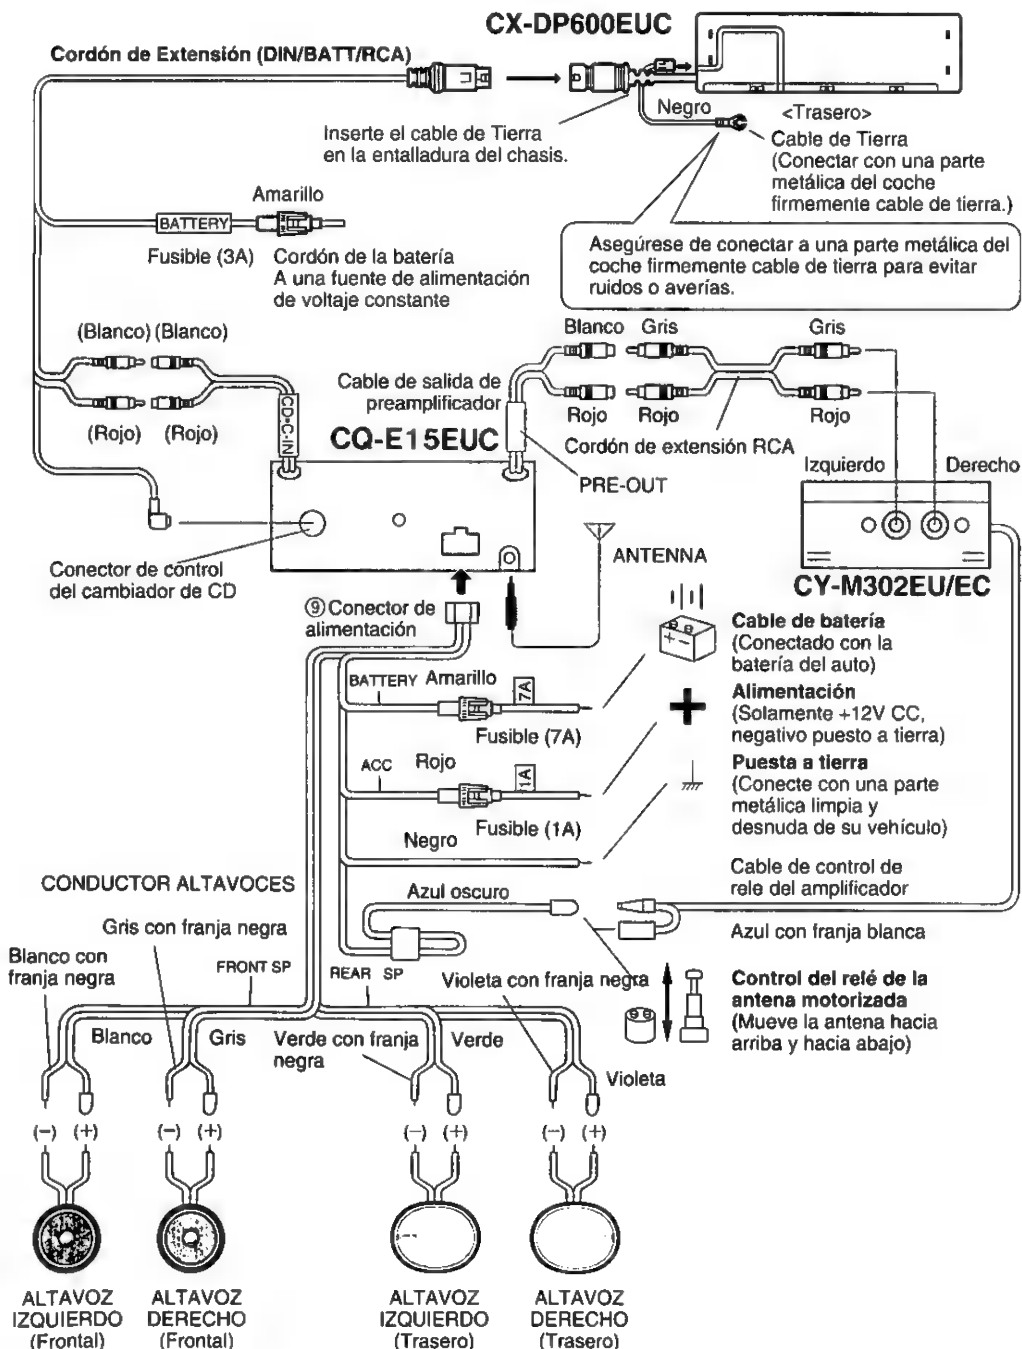 CX-DP600EUC
Cordón de Extensión (DIN/BATT/RCA)
Negro
<Trasero>
Inserte el cable de Tierra
en la entalladura del chasis.
Cable de Tierra
(Conectar con una parte
metálica del coche
firmemente cable de tierra.)
Amarillo
BATTERY
Fusible (3A)
Cordón de la batería
A una fuente de alimentación
de voltaje constante
Asegúrese de conectar a una parte metálica del
coche firmemente cable de tierra para evitar
ruidos o averías.
(Blanco) (Blanco)
(Rojo) (Rojo)
CD•C-IN
Blanco Gris Gris
Rojo Rojo Rojo
Cable de salida de
preamplificador
CQ-E15EUC
Cordón de extensión RCA
PRE-OUT
Izquierdo Derecho
CY-M302EU/EC
Conector de control
del cambiador de CD
ANTENNA
⑨ Conector de
alimentación
BATTERY Amarillo
7A
Fusible (7A)
+ -
Cable de batería
(Conectado con la
batería del auto)
ACC Rojo
1A
Fusible (1A)
Alimentación
(Solamente +12V CC,
negativo puesto a tierra)
Negro
Puesta a tierra
(Conecte con una parte
metálica limpia y
desnuda de su vehículo)
Azul oscuro
Cable de control de
rele del amplificador
Azul con franja blanca
Control del relé de la
antena motorizada
(Mueve la antena hacia
arriba y hacia abajo)
CONDUCTOR ALTAVOCES
Gris con franja negra
Blanco con
franja negra
FRONT SP
REAR SP
Violeta con franja negra
Blanco
Gris
Verde con franja
negra
Verde
Violeta
(−) (+) (−) (+) (−) (+) (−) (+)
ALTAVOZ
IZQUIERDO
(Frontal)
ALTAVOZ
DERECHO
(Frontal)
ALTAVOZ
IZQUIERDO
(Trasero)
ALTAVOZ
DERECHO
(Trasero)